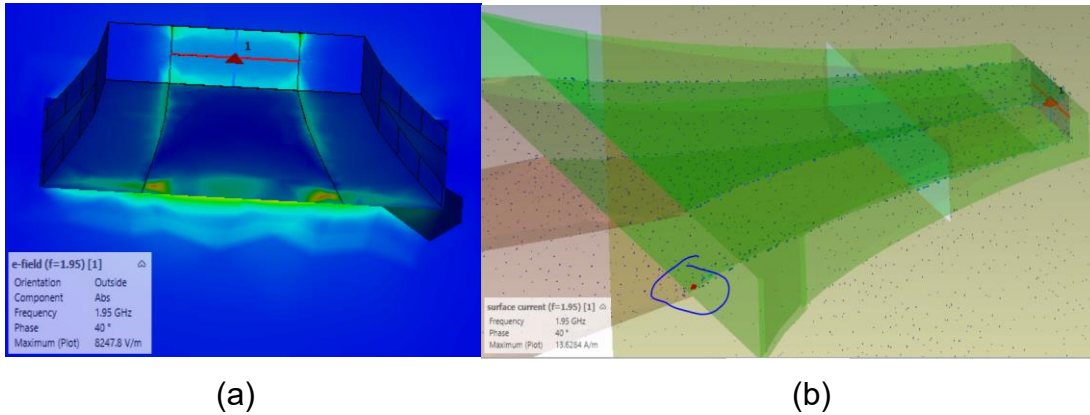 1
e-field (f=1.95) [1]
Orientation Outside
Component Abs
Frequency 1.95 GHz
Phase 40 °
Maximum (Plot) 8247.8 V/m
(a)
1
surface current (f=1.95) [1]
Frequency 1.95 GHz
Phase 40 °
Maximum (Plot) 13.6284 A/m
(b)